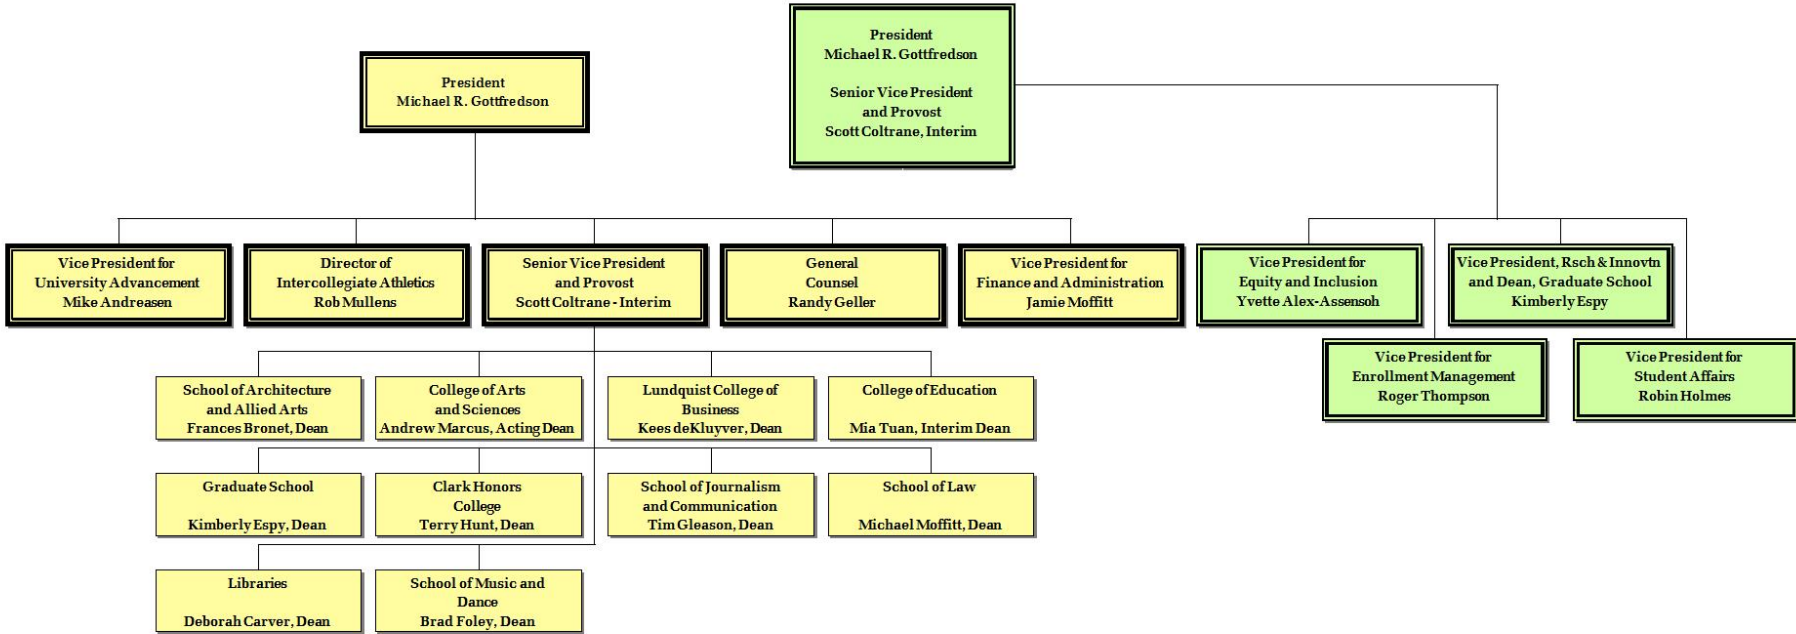 President
Michael R. Gottfredson
President
Michael R. Gottfredson
Senior Vice President
and Provost
Scott Coltrane, Interim
Vice President for
University Advancement
Mike Andreasen
Director of
Intercollegiate Athletics
Rob Mullens
Senior Vice President
and Provost
Scott Coltrane - Interim
General
Counsel
Randy Geller
Vice President for
Finance and Administration
Jamie Moffitt
Vice President for
Equity and Inclusion
Yvette Alex-Assensoh
Vice President, Rsch & Innovtn
and Dean, Graduate School
Kimberly Espy
Vice President for
Enrollment Management
Roger Thompson
Vice President for
Student Affairs
Robin Holmes
School of Architecture
and Allied Arts
Frances Bronet, Dean
College of Arts
and Sciences
Andrew Marcus, Acting Dean
Lundquist College of
Business
Kees deKluyver, Dean
College of Education
Mia Tuan, Interim Dean
Graduate School
Kimberly Espy, Dean
Clark Honors
College
Terry Hunt, Dean
School of Journalism
and Communication
Tim Gleason, Dean
School of Law
Michael Moffitt, Dean
Libraries
Deborah Carver, Dean
School of Music and
Dance
Brad Foley, Dean